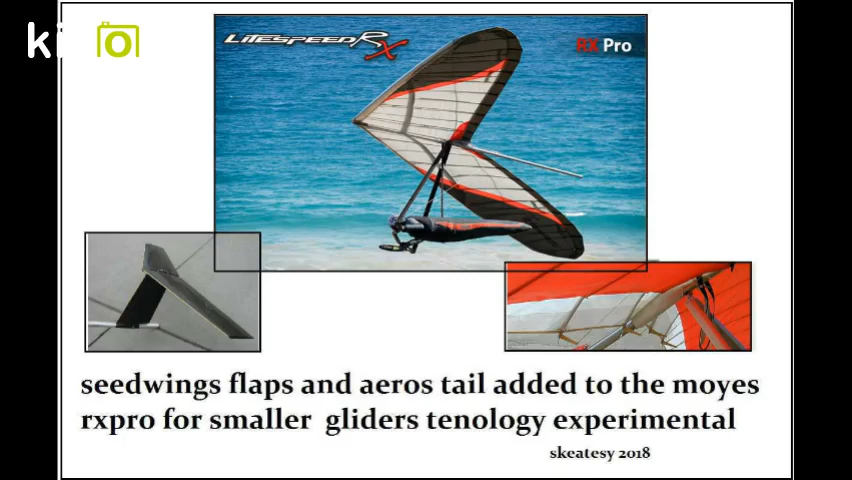 LITESPEED RX
RX Pro
seedwings flaps and aeros tail added to the moyes
rxpro for smaller gliders tenology experimental
skeatesy 2018